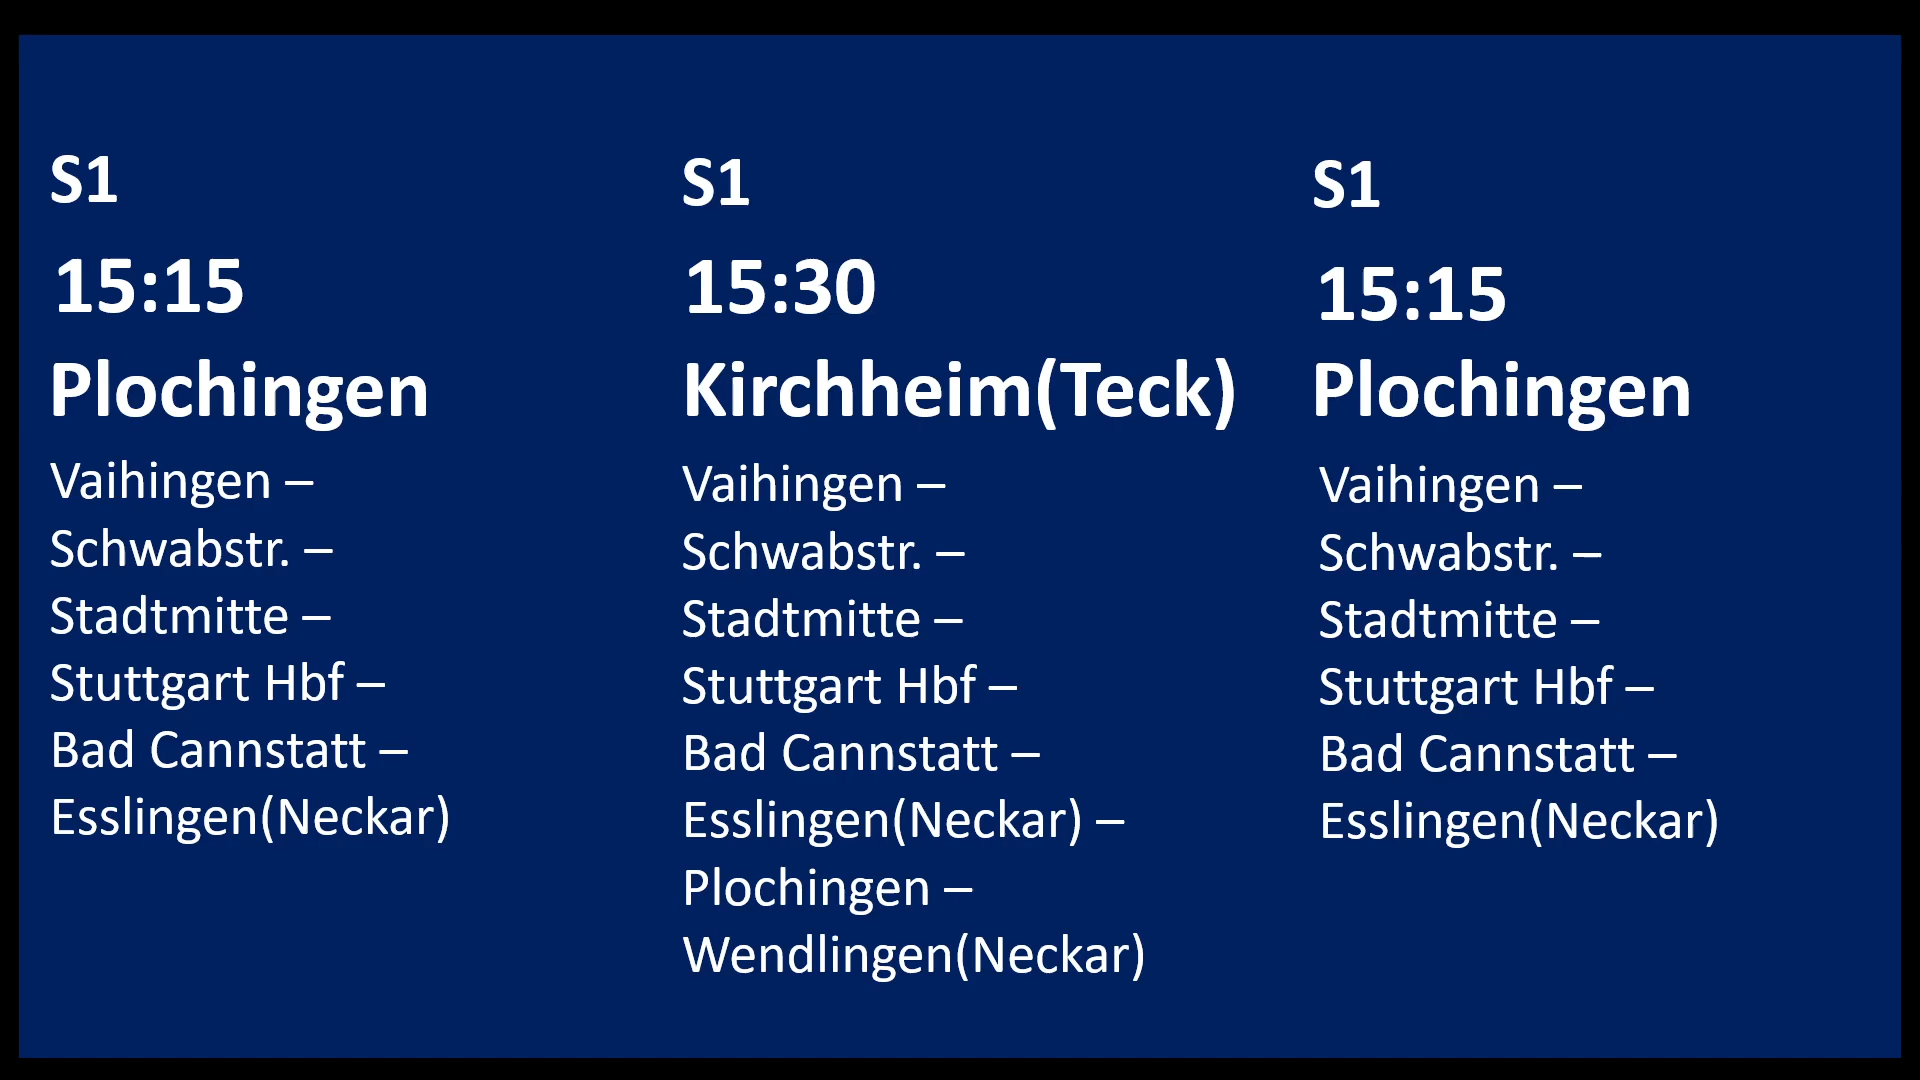 S1
15:15
Plochingen
Vaihingen –
Schwabstr. –
Stadtmitte –
Stuttgart Hbf –
Bad Cannstatt –
Esslingen(Neckar)
S1
15:30
Kirchheim(Teck)
Vaihingen –
Schwabstr. –
Stadtmitte –
Stuttgart Hbf –
Bad Cannstatt –
Esslingen(Neckar) –
Plochingen –
Wendlingen(Neckar)
S1
15:15
Plochingen
Vaihingen –
Schwabstr. –
Stadtmitte –
Stuttgart Hbf –
Bad Cannstatt –
Esslingen(Neckar)